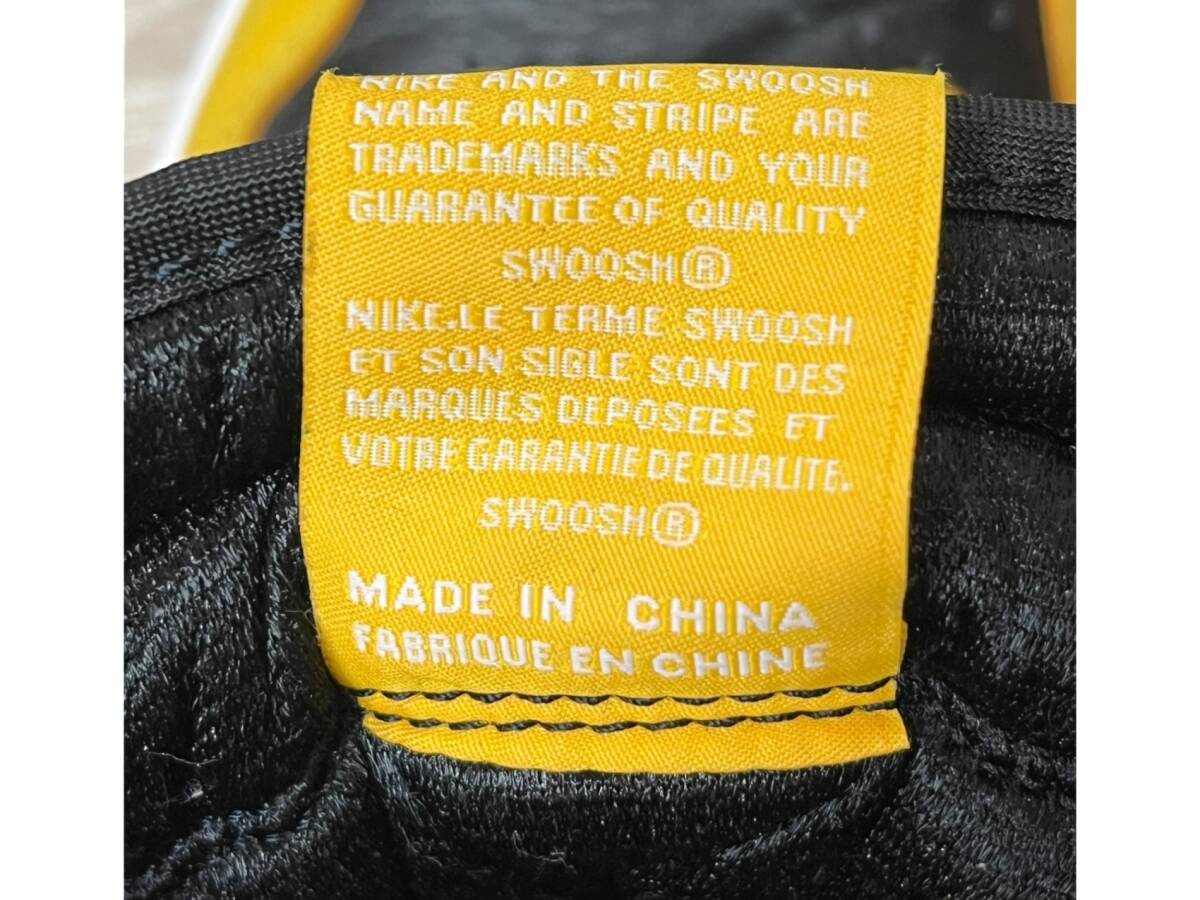 NIKE AND THE SWOOSH
NAME AND STRIPE ARE
TRADEMARKS AND YOUR
GUARANTEE OF QUALITY
SWOOSH®
NIKE.LE TERME SWOOSH
ET SON SIGLE SONT DES
MARQUES DEPOSEES ET
VOTRE GARANTIE DE QUALITE.
SWOOSH®
MADE IN CHINA
FABRIQUE EN CHINE